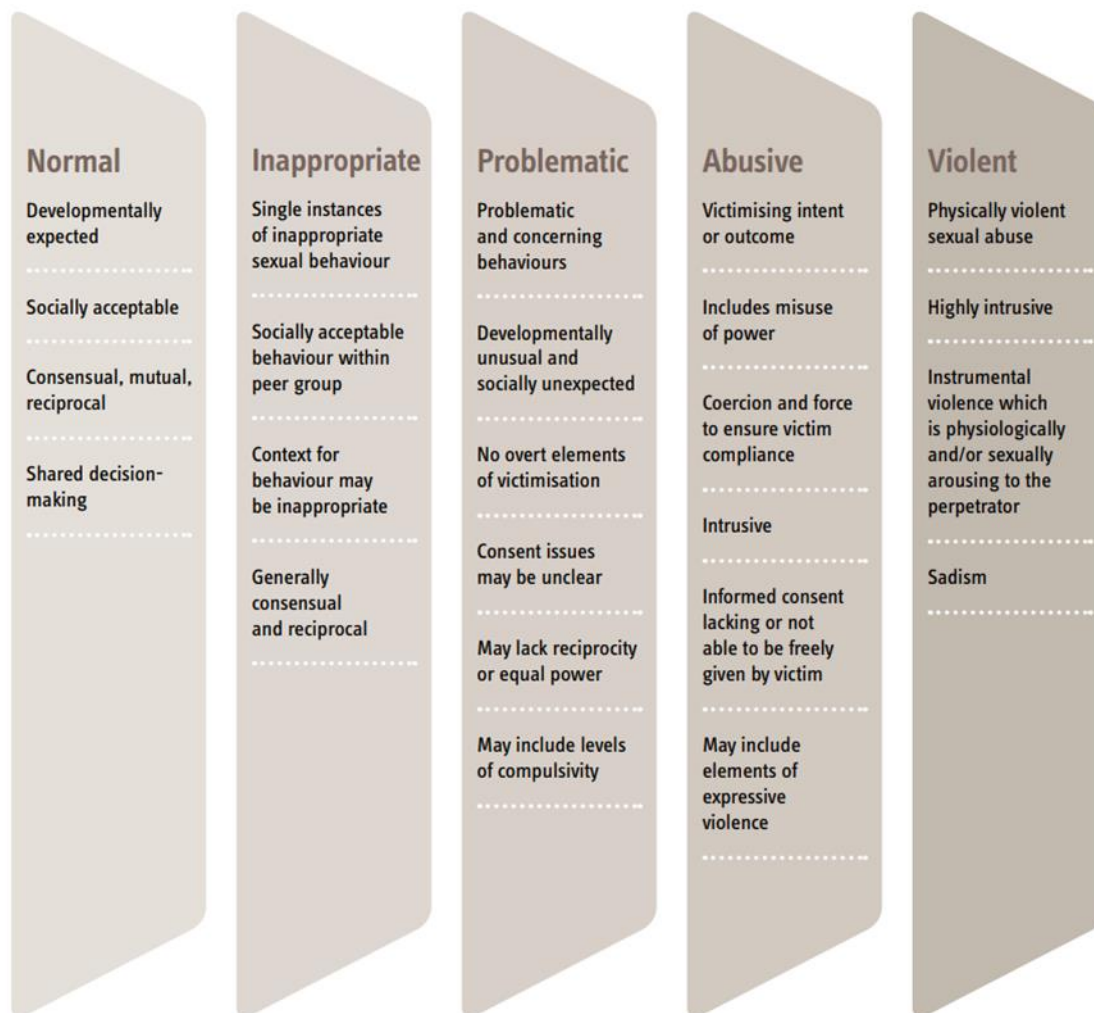 Normal
Developmentally
expected
Socially acceptable
Consensual, mutual,
reciprocal
Shared decision-
making
Inappropriate
Single instances
of inappropriate
sexual behaviour
Socially acceptable
behaviour within
peer group
Context for
behaviour may
be inappropriate
Generally
consensual
and reciprocal
Problematic
Problematic
and concerning
behaviours
Developmentally
unusual and
socially unexpected
No overt elements
of victimisation
Consent issues
may be unclear
May lack reciprocity
or equal power
May include levels
of compulsivity
Abusive
Victimising intent
or outcome
Includes misuse
of power
Coercion and force
to ensure victim
compliance
Intrusive
Informed consent
lacking or not
able to be freely
given by victim
May include
elements of
expressive
violence
Violent
Physically violent
sexual abuse
Highly intrusive
Instrumental
violence which
is physiologically
and/or sexually
arousing to the
perpetrator
Sadism